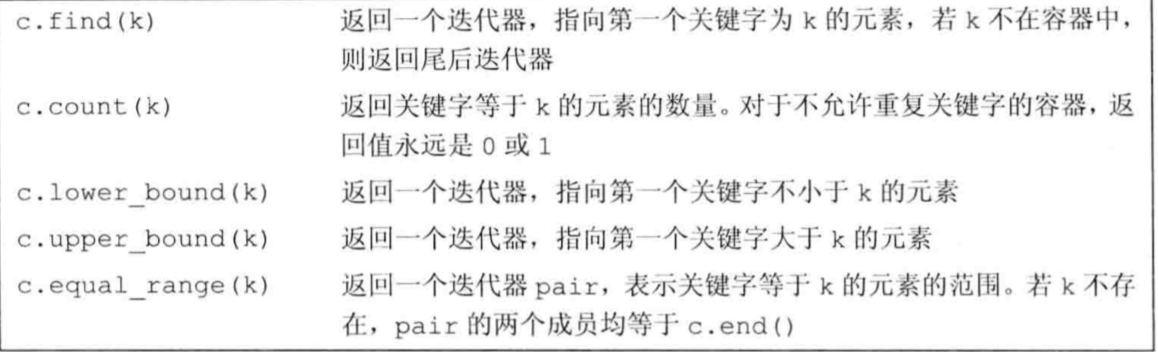 c.find(k) 返回一个迭代器，指向第一个关键字为 k 的元素，若 k 不在容器中，
则返回尾后迭代器
c.count(k) 返回关键字等于 k 的元素的数量。对于不允许重复关键字的容器，返
回值永远是 0 或 1
c.lower_bound(k) 返回一个迭代器，指向第一个关键字不小于 k 的元素
c.upper_bound(k) 返回一个迭代器，指向第一个关键字大于 k 的元素
c.equal_range(k) 返回一个迭代器 pair，表示关键字等于 k 的元素的范围。若 k 不存
在，pair 的两个成员均等于 c.end()